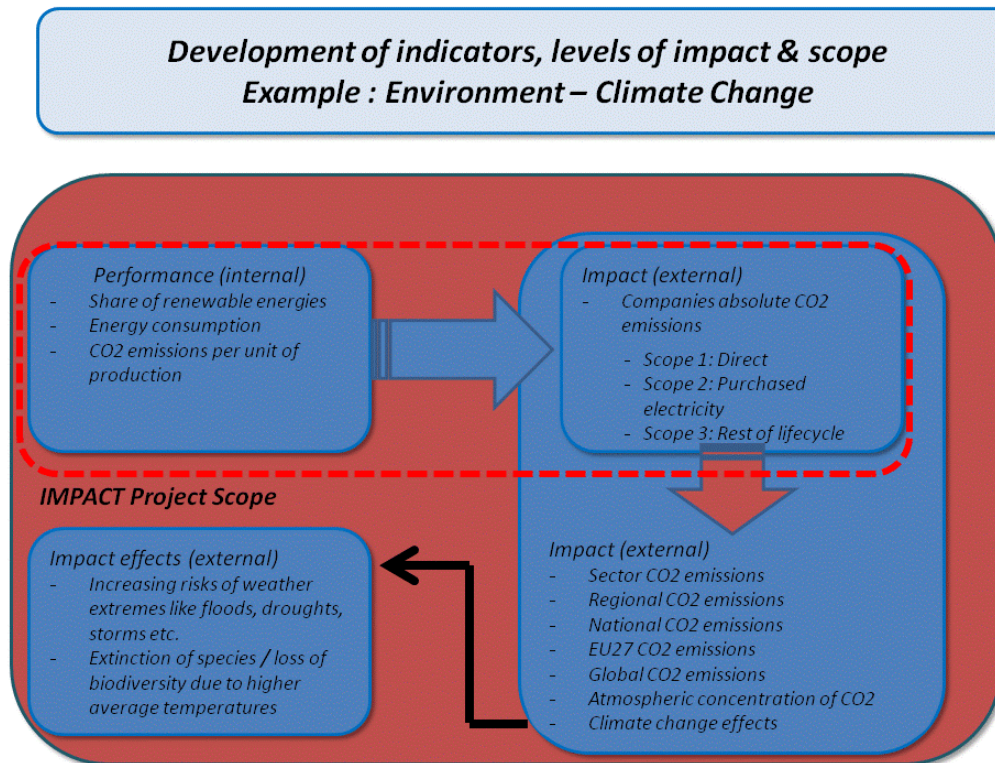 Development of indicators, levels of impact & scope
Example : Environment – Climate Change
Performance (internal)
- Share of renewable energies
- Energy consumption
- CO2 emissions per unit of
production
Impact (external)
- Companies absolute CO2
emissions
- Scope 1: Direct
- Scope 2: Purchased
electricity
- Scope 3: Rest of lifecycle
IMPACT Project Scope
Impact effects (external)
- Increasing risks of weather
extremes like floods, droughts,
storms etc.
- Extinction of species / loss of
biodiversity due to higher
average temperatures
Impact (external)
- Sector CO2 emissions
- Regional CO2 emissions
- National CO2 emissions
- EU27 CO2 emissions
- Global CO2 emissions
- Atmospheric concentration of CO2
- Climate change effects